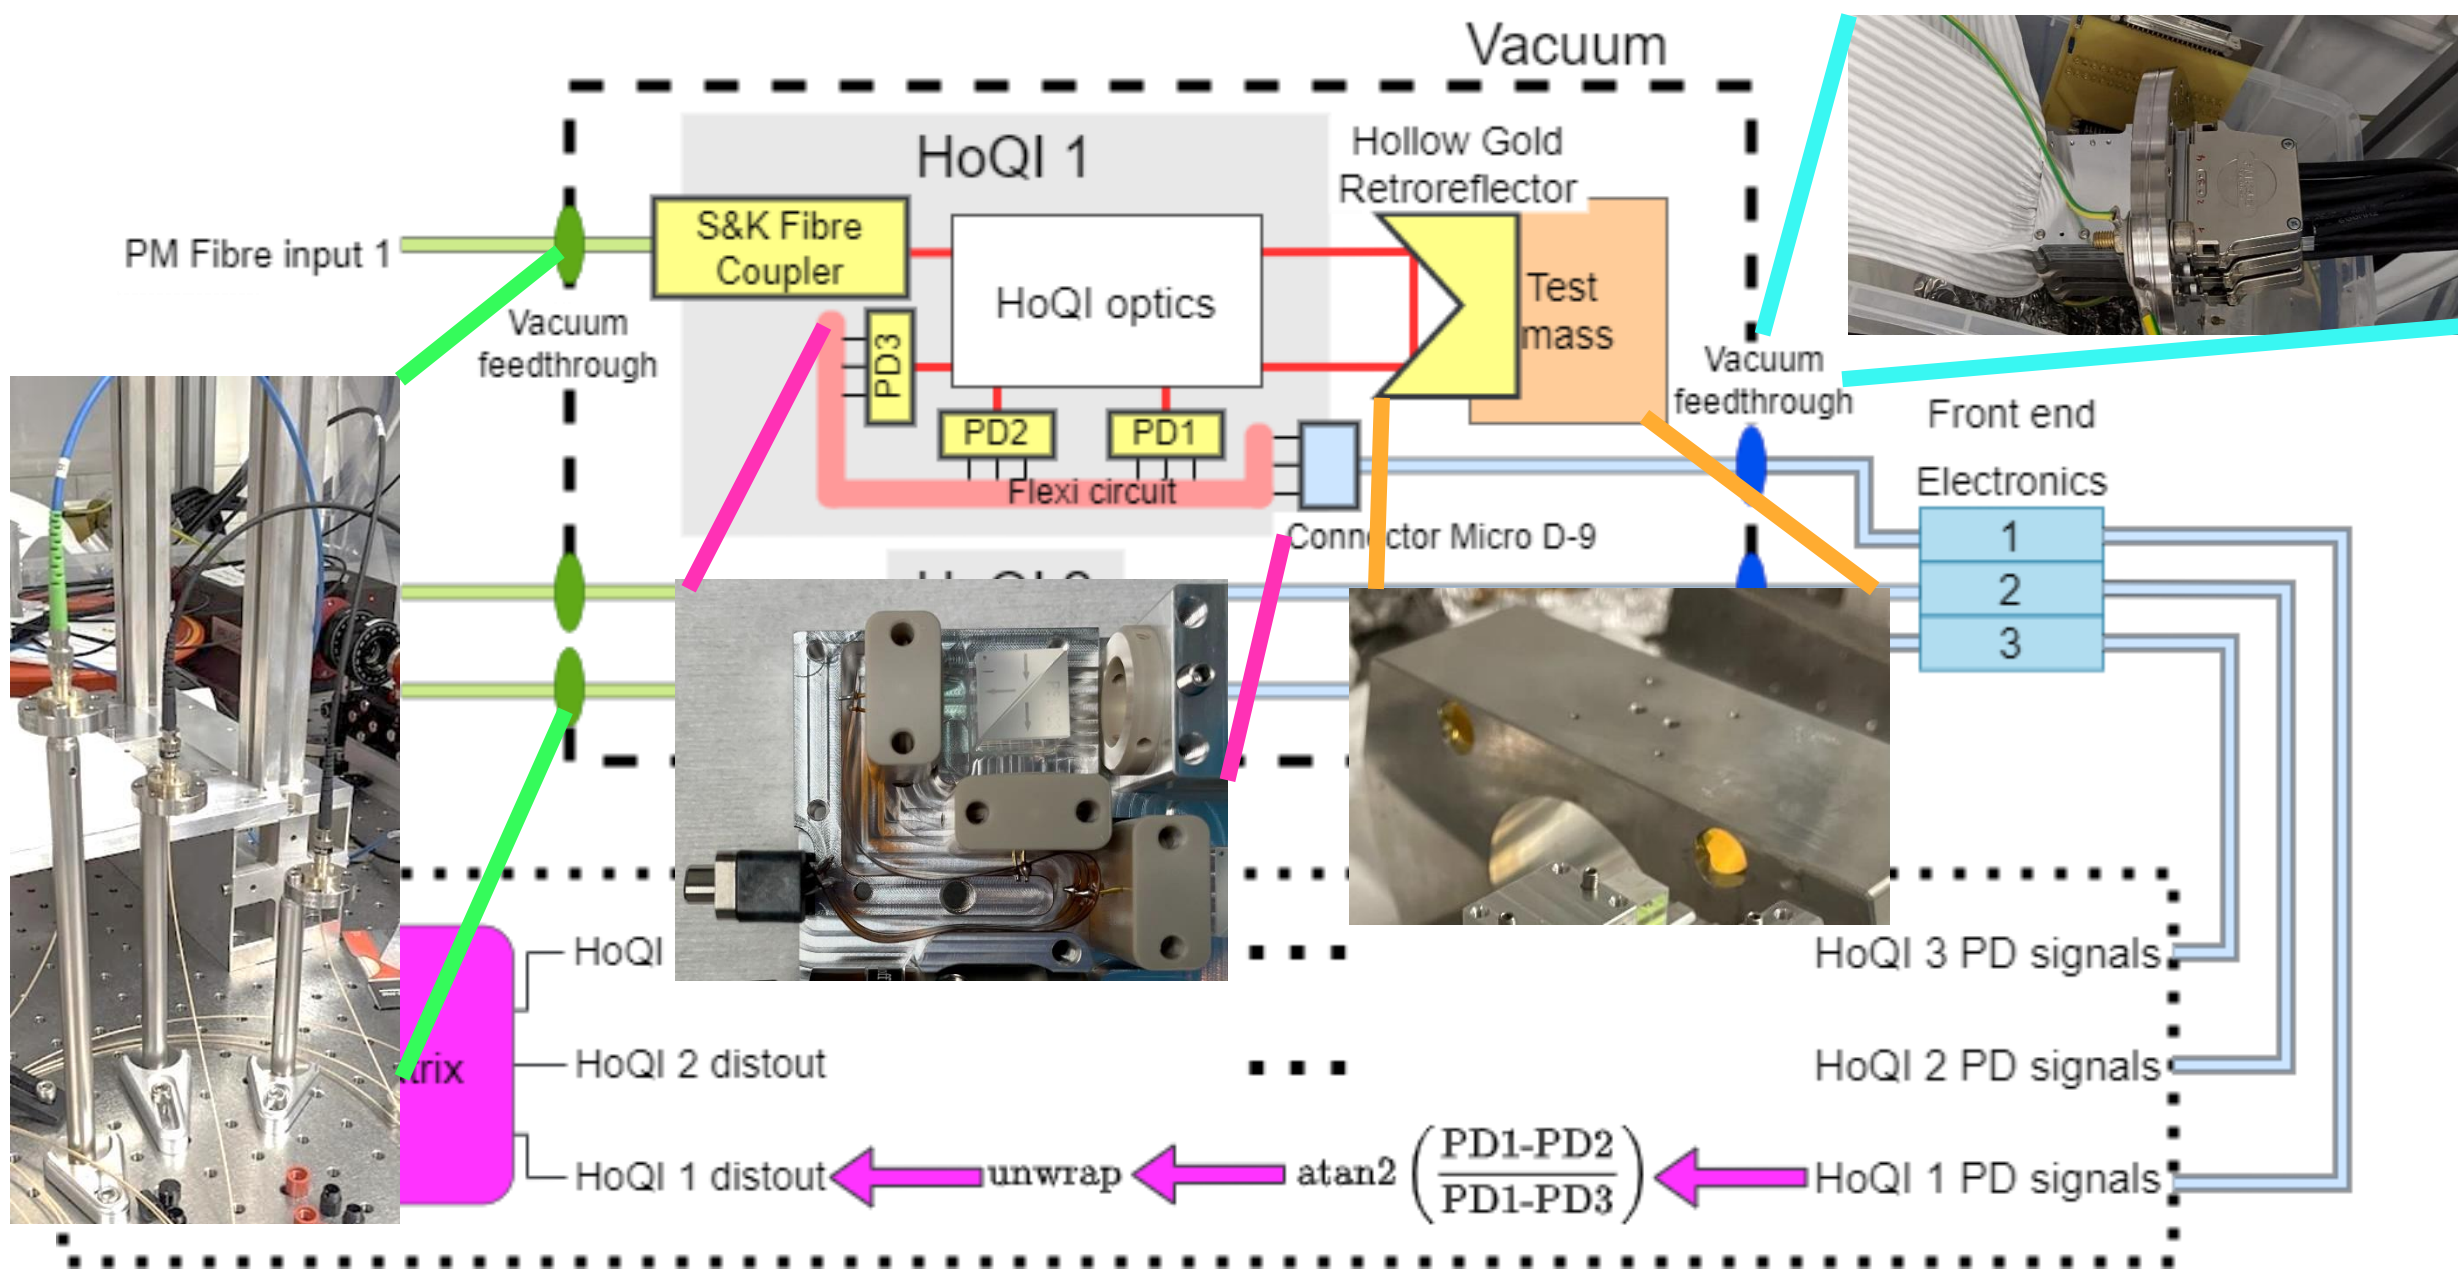 Vacuum
HoQI 1
Hollow Gold
Retroreflector
S&K Fibre
Coupler
PM Fibre input 1
HoQI optics
Test
mass
Vacuum
feedthrough
PD3
Vacuum
feedthrough
PD2
PD1
Front end
Electronics
Flexi circuit
Connector Micro D-9
1
2
3
HoQI
HoQI 3 PD signals
trix
HoQI 2 distout
HoQI 2 PD signals
HoQI 1 distout
unwrap
atan2 (PD1-PD2
PD1-PD3)
HoQI 1 PD signals